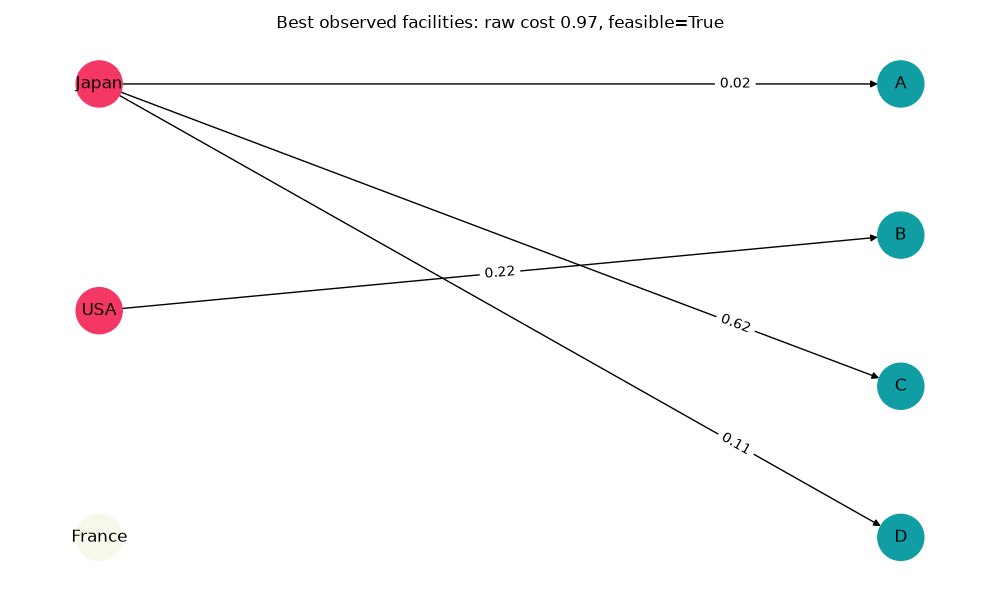 Best observed facilities: raw cost 0.97, feasible=True
Japan
0.02
A
B
0.22
USA
0.62
C
0.11
France
D